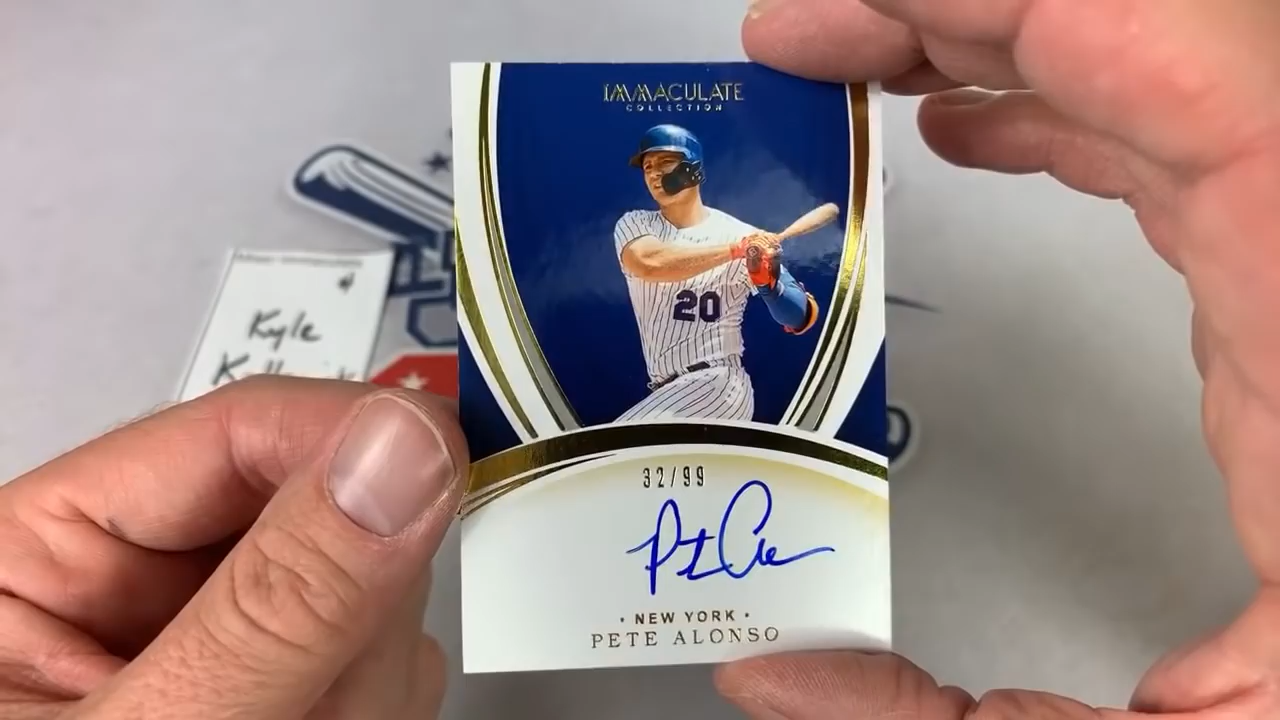 IMMACULATE
COLLECTION
20
Kyle
32/99
· NEW YORK ·
PETE ALONSO